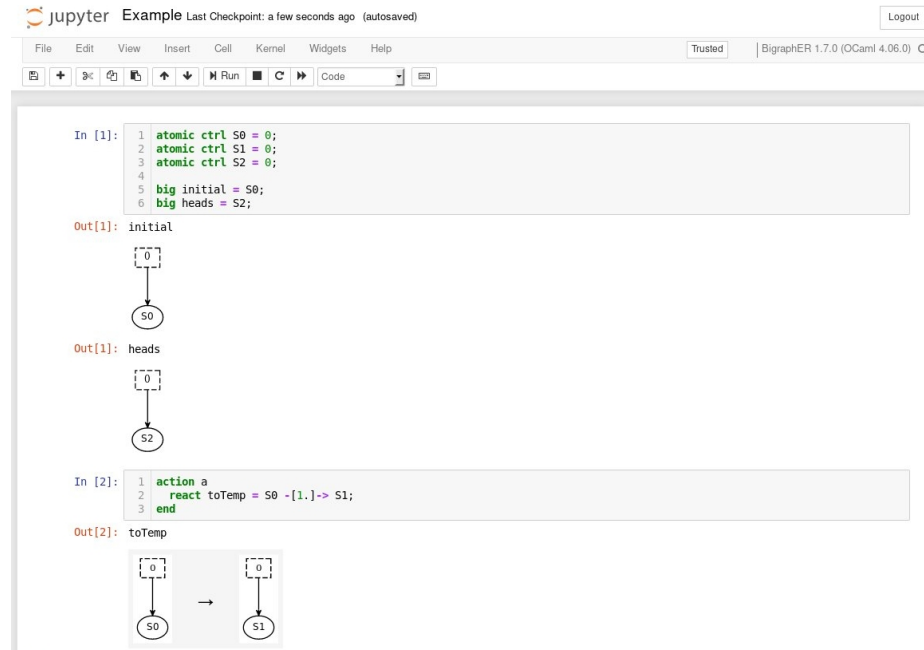 jupyter Example Last Checkpoint: a few seconds ago (autosaved)
Logout
File Edit View Insert Cell Kernel Widgets Help
Trusted BigraphER 1.7.0 (OCaml 4.06.0)
Run Code
In [1]:
1 atomic ctrl S0 = 0;
2 atomic ctrl S1 = 0;
3 atomic ctrl S2 = 0;
4
5 big initial = S0;
6 big heads = S2;
Out[1]: initial
0
S0
Out[1]: heads
0
S2
In [2]:
1 action a
2 react toTemp = S0 -[1.]-> S1;
3 end
Out[2]: toTemp
0 0
→
S0 S1